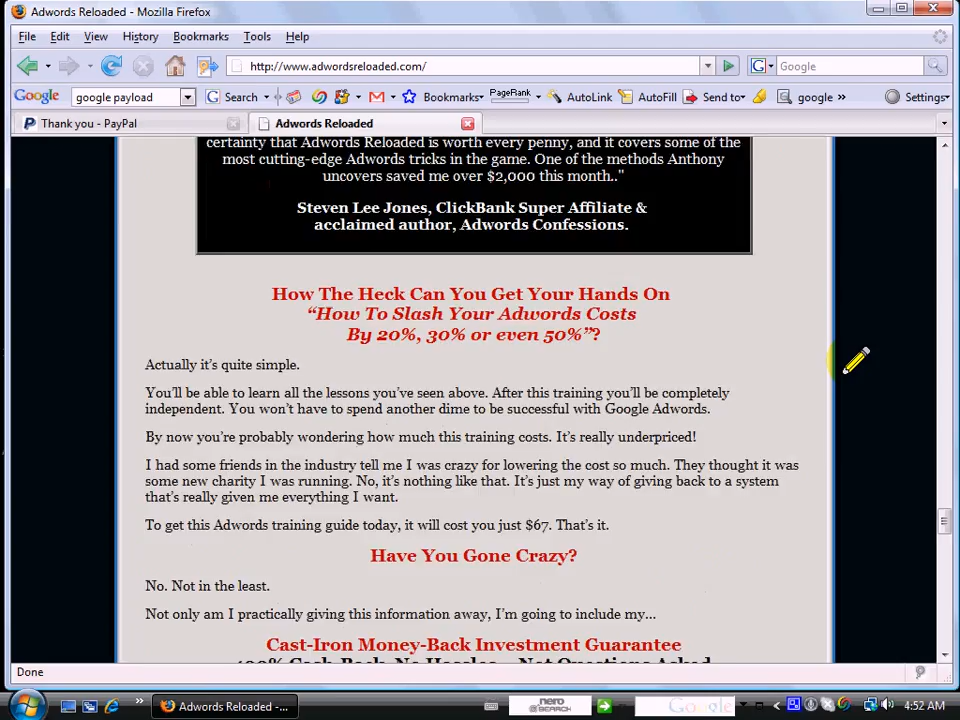 Adwords Reloaded - Mozilla Firefox
File Edit View History Bookmarks Tools Help
http://www.adwordsreloaded.com/
G Google
Google google payload G Search Bookmarks PageRank AutoLink AutoFill Send to google » Settings
Thank you - PayPal Adwords Reloaded
certainty that Adwords Reloaded is worth every penny, and it covers some of the
most cutting-edge Adwords tricks in the game. One of the methods Anthony
uncovers saved me over $2,000 this month.."
Steven Lee Jones, ClickBank Super Affiliate &
acclaimed author, Adwords Confessions.
How The Heck Can You Get Your Hands On
“How To Slash Your Adwords Costs
By 20%, 30% or even 50%”?
Actually it’s quite simple.
You’ll be able to learn all the lessons you’ve seen above. After this training you’ll be completely
independent. You won’t have to spend another dime to be successful with Google Adwords.
By now you’re probably wondering how much this training costs. It’s really underpriced!
I had some friends in the industry tell me I was crazy for lowering the cost so much. They thought it was
some new charity I was running. No, it’s nothing like that. It’s just my way of giving back to a system
that’s really given me everything I want.
To get this Adwords training guide today, it will cost you just $67. That’s it.
Have You Gone Crazy?
No. Not in the least.
Not only am I practically giving this information away, I’m going to include my…
Cast-Iron Money-Back Investment Guarantee
100% Cash Back, No Hassles – Not Questions Asked
Done
» Adwords Reloaded - ... nero SEARCH Google 4:52 AM